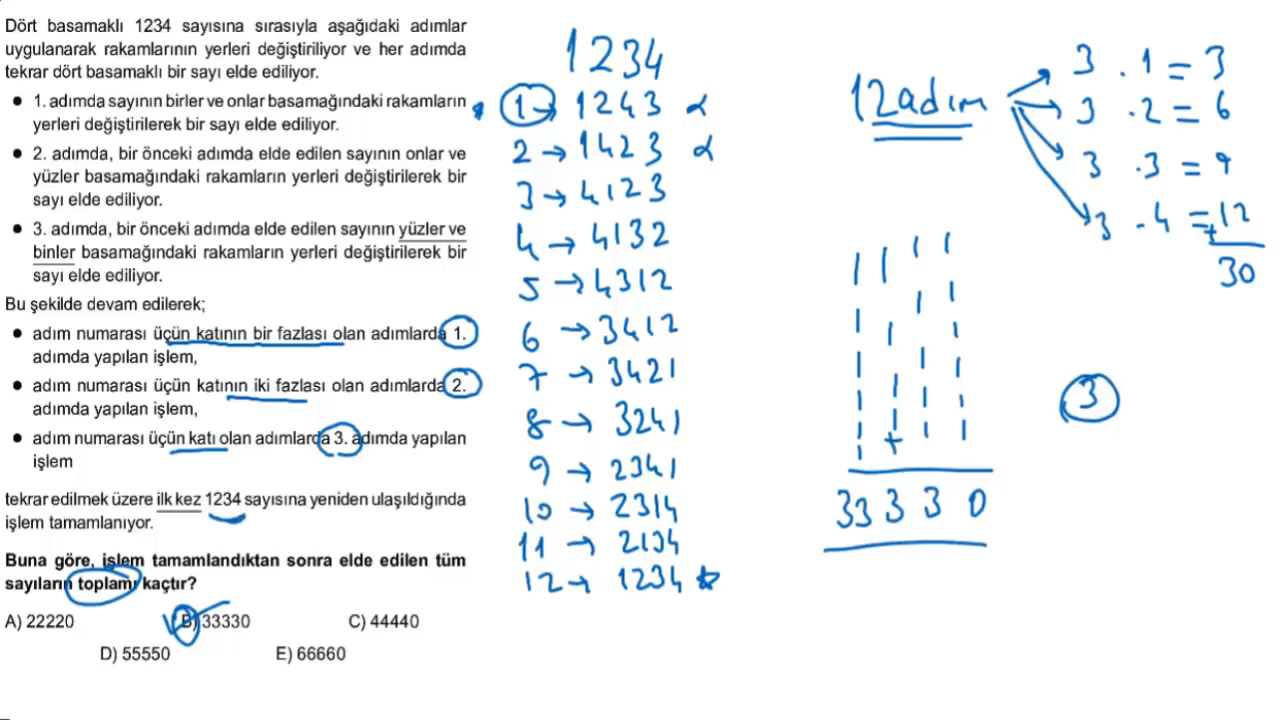 Dört basamaklı 1234 sayısına sırasıyla aşağıdaki adımlar
uygulanarak rakamlarının yerleri değiştiriliyor ve her adımda
tekrar dört basamaklı bir sayı elde ediliyor.
● 1. adımda sayının birler ve onlar basamağındaki rakamların
yerleri değiştirilerek bir sayı elde ediliyor.
● 2. adımda, bir önceki adımda elde edilen sayının onlar ve
yüzler basamağındaki rakamların yerleri değiştirilerek bir
sayı elde ediliyor.
● 3. adımda, bir önceki adımda elde edilen sayının yüzler ve
binler basamağındaki rakamların yerleri değiştirilerek bir
sayı elde ediliyor.
Bu şekilde devam edilerek;
● adım numarası üçün katının bir fazlası olan adımlarda 1.
adımda yapılan işlem,
● adım numarası üçün katının iki fazlası olan adımlarda 2.
adımda yapılan işlem,
● adım numarası üçün katı olan adımlarda 3. adımda yapılan
işlem
tekrar edilmek üzere ilk kez 1234 sayısına yeniden ulaşıldığında
işlem tamamlanıyor.
Buna göre, işlem tamamlandıktan sonra elde edilen tüm
sayıların toplamı kaçtır?
A) 22220 B) 33330 C) 44440
D) 55550 E) 66660
1234
1 → 1243
2 → 1423
3 → 4123
4 → 4132
5 → 4312
6 → 3412
7 → 3421
8 → 3241
9 → 2341
10 → 2314
11 → 2134
12 → 1234
12 adım
3 . 1 = 3
3 . 2 = 6
3 . 3 = 9
3 . 4 = 12
+
30
+
33 3 3 0
3